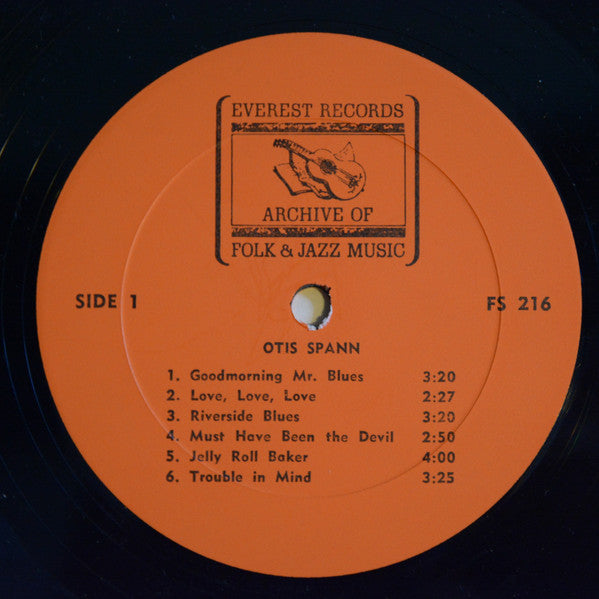 EVEREST RECORDS
ARCHIVE OF
FOLK & JAZZ MUSIC
SIDE 1
FS 216
OTIS SPANN
1. Goodmorning Mr. Blues 3:20
2. Love, Love, Love 2:27
3. Riverside Blues 3:20
4. Must Have Been the Devil 2:50
5. Jelly Roll Baker 4:00
6. Trouble in Mind 3:25